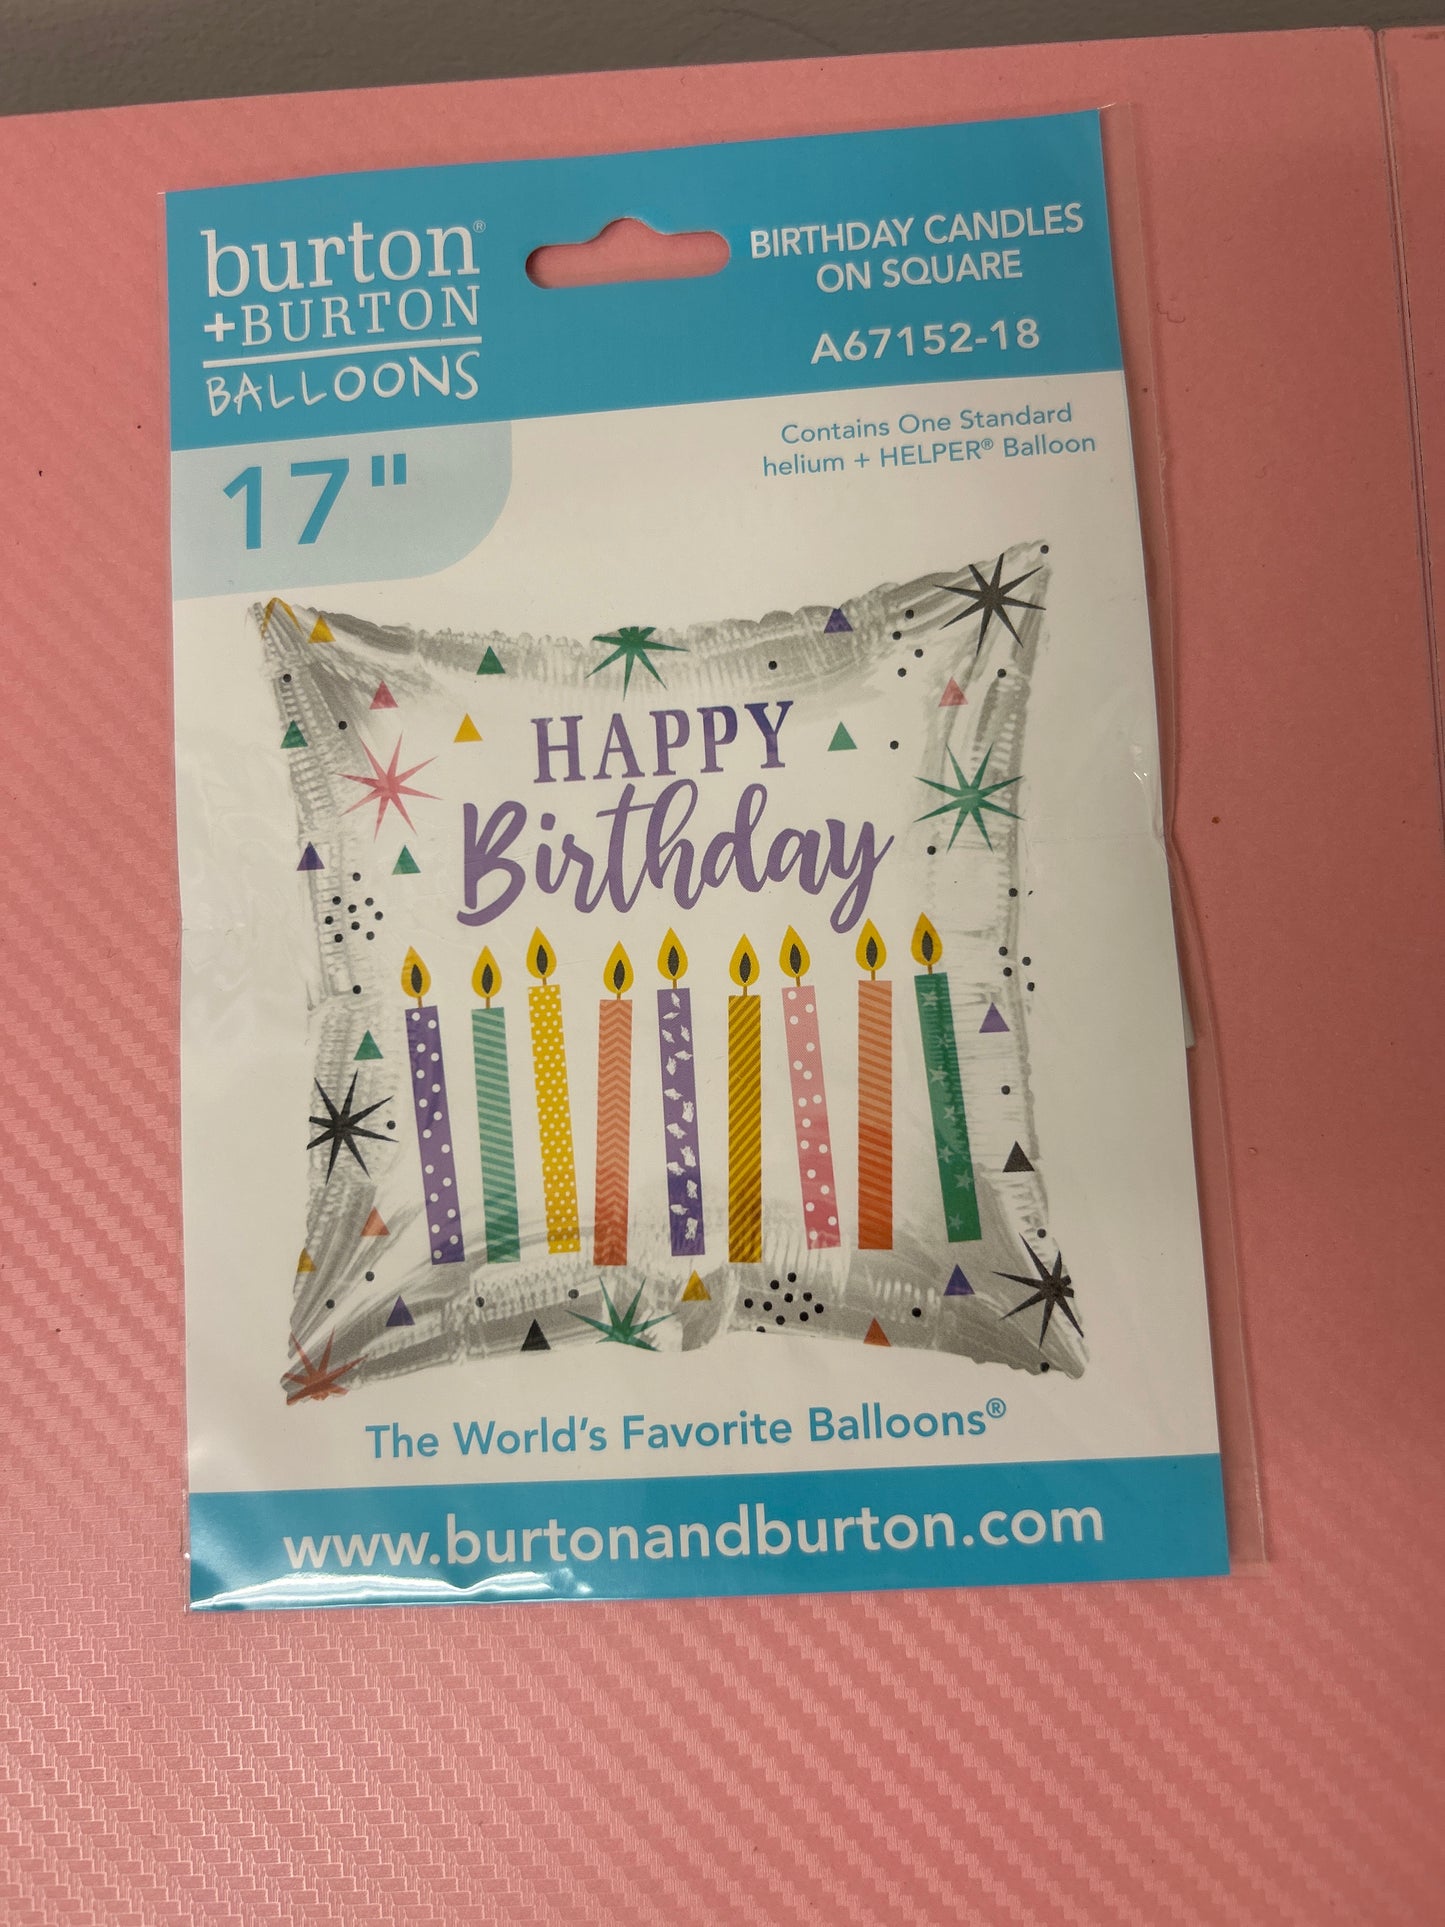 burton®
+BURTON
BALLOONS
BIRTHDAY CANDLES
ON SQUARE
A67152-18
17"
Contains One Standard
helium + HELPER® Balloon
HAPPY
Birthday
The World's Favorite Balloons®
www.burtonandburton.com